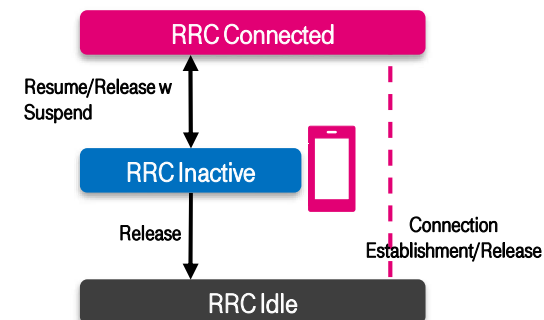 RRC Connected
Resume/Release w
Suspend
RRC Inactive
Release
Connection
Establishment/Release
RRC Idle